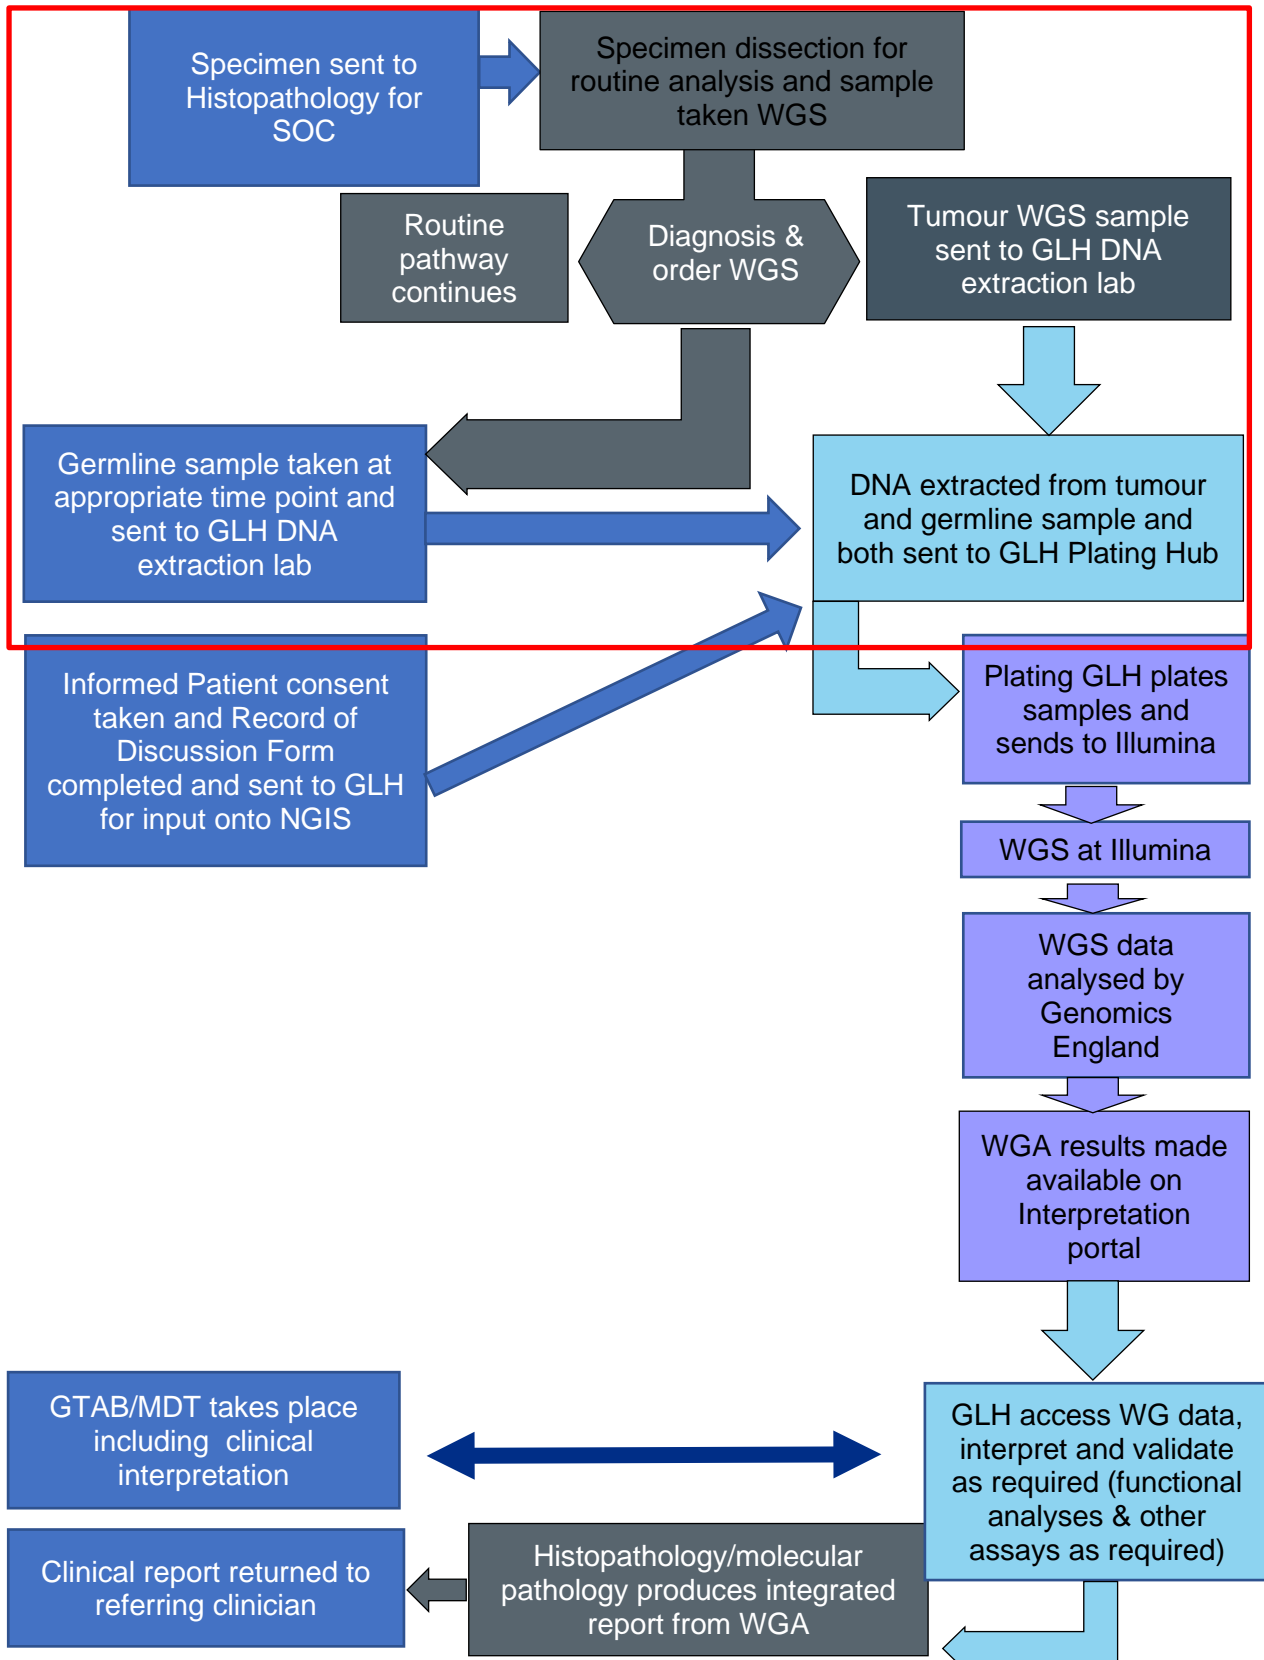 Specimen sent to
Histopathology for
SOC
Specimen dissection for
routine analysis and sample
taken WGS
Routine
pathway
continues
Diagnosis &
order WGS
Tumour WGS sample
sent to GLH DNA
extraction lab
Germline sample taken at
appropriate time point and
sent to GLH DNA
extraction lab
DNA extracted from tumour
and germline sample and
both sent to GLH Plating Hub
Informed Patient consent
taken and Record of
Discussion Form
completed and sent to GLH
for input onto NGIS
Plating GLH plates
samples and
sends to Illumina
WGS at Illumina
WGS data
analysed by
Genomics
England
WGA results made
available on
Interpretation
portal
GTAB/MDT takes place
including clinical
interpretation
GLH access WG data,
interpret and validate
as required (functional
analyses & other
assays as required)
Clinical report returned to
referring clinician
Histopathology/molecular
pathology produces integrated
report from WGA